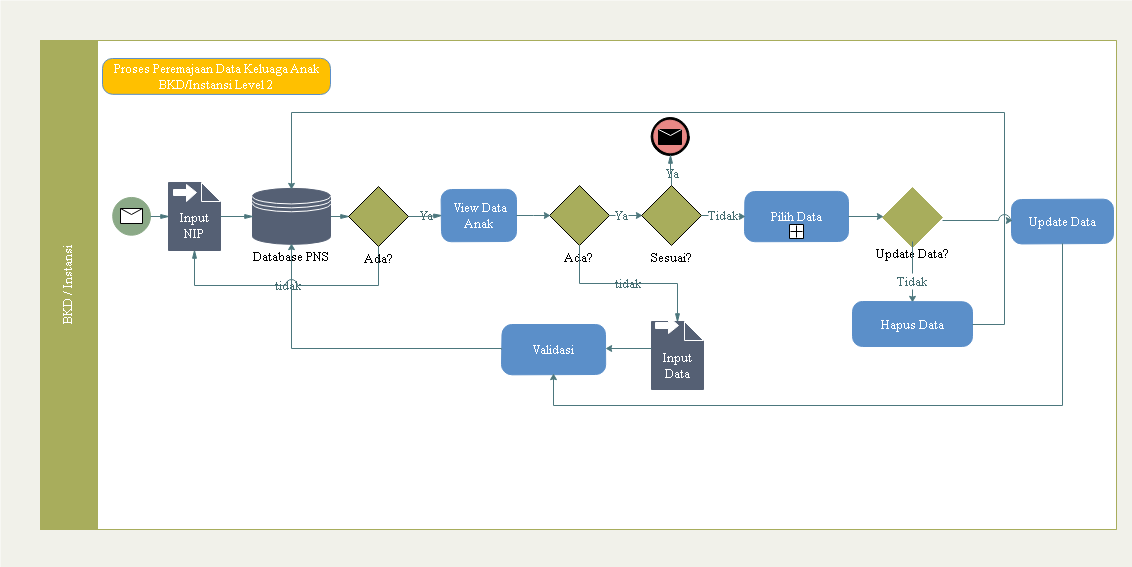 Proses Peremajaan Data Keluaga Anak
BKD/Instansi Level 2
BKD / Instansi
Input
NIP
Database PNS
Ada?
tidak
Ya
View Data
Anak
Ada?
Ya
tidak
Sesuai?
Ya
Tidak
Pilih Data
Update Data?
Tidak
Update Data
Hapus Data
Validasi
Input
Data